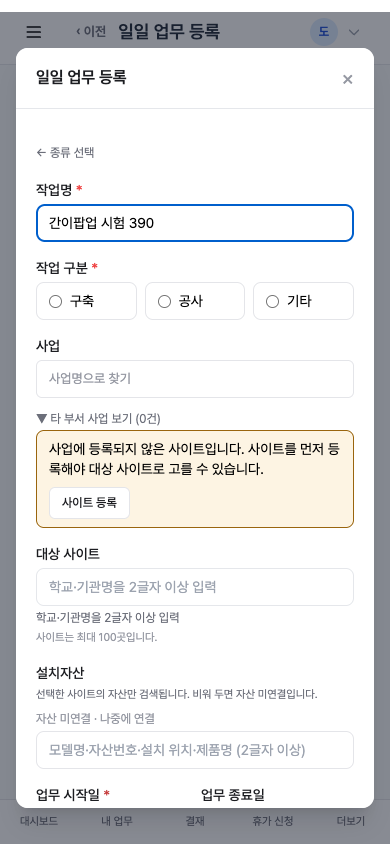 ‹ 이전 일일 업무 등록 도
일일 업무 등록 ×
← 종류 선택
작업명 *
간이팝업 시험 390
작업 구분 *
구축 공사 기타
사업
사업명으로 찾기
▼ 타 부서 사업 보기 (0건)
사업에 등록되지 않은 사이트입니다. 사이트를 먼저 등
록해야 대상 사이트로 고를 수 있습니다.
사이트 등록
대상 사이트
학교·기관명을 2글자 이상 입력
학교·기관명을 2글자 이상 입력
사이트는 최대 100곳입니다.
설치자산
선택한 사이트의 자산만 검색됩니다. 비워 두면 자산 미연결입니다.
자산 미연결 · 나중에 연결
모델명·자산번호·설치 위치·제품명 (2글자 이상)
업무 시작일 * 업무 종료일
대시보드 내 업무 결재 휴가 신청 더보기